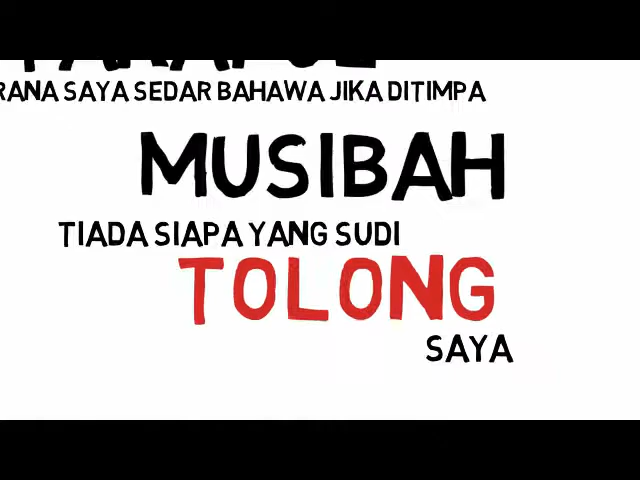 RANA SAYA SEDAR BAHAWA JIKA DITIMPA
MUSIBAH
TIADA SIAPA YANG SUDI
TOLONG
SAYA